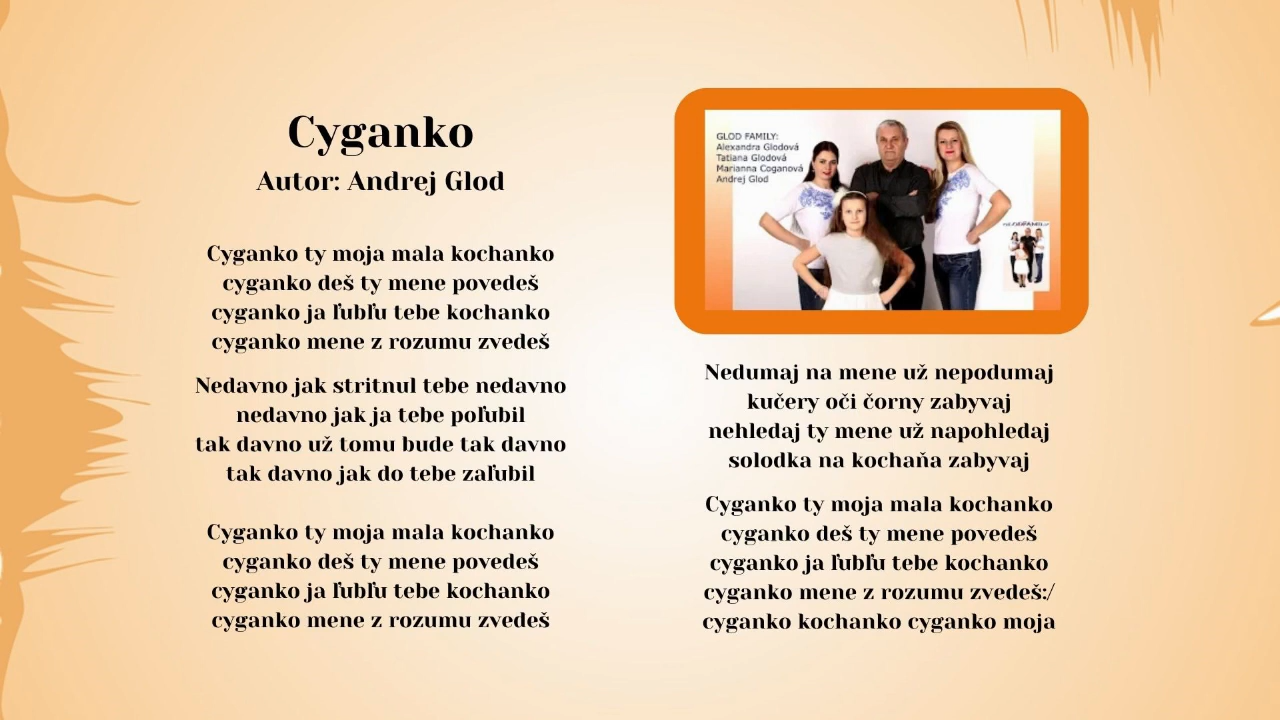 Cyganko
Autor: Andrej Glod
Cyganko ty moja mala kochanko
cyganko deš ty mene povedeš
cyganko ja ľubľu tebe kochanko
cyganko mene z rozumu zvedeš
Nedavno jak stritnul tebe nedavno
nedavno jak ja tebe poľubil
tak davno už tomu bude tak davno
tak davno jak do tebe zaľubil
Cyganko ty moja mala kochanko
cyganko deš ty mene povedeš
cyganko ja ľubľu tebe kochanko
cyganko mene z rozumu zvedeš
GLOD FAMILY:
Alexandra Glodová
Tatiana Glodová
Marianna Coganová
Andrej Glod
Nedumaj na mene už nepodumaj
kučery oči čorny zabyvaj
nehledaj ty mene už napohledaj
solodka na kochaňa zabyvaj
Cyganko ty moja mala kochanko
cyganko deš ty mene povedeš
cyganko ja ľubľu tebe kochanko
cyganko mene z rozumu zvedeš:/
cyganko kochanko cyganko moja